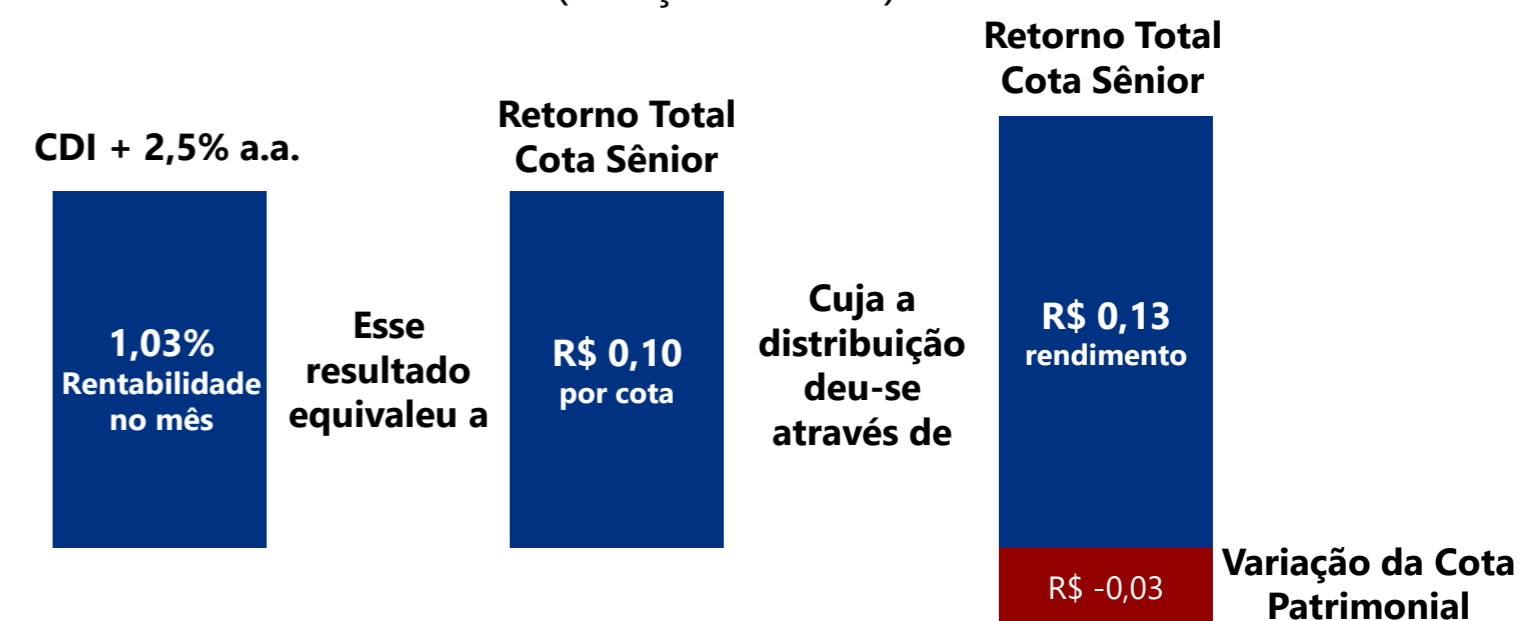 CDI + 2,5% a.a.
1,03%
Rentabilidade
no mês
Esse
resultado
equivaleu a
Retorno Total
Cota Sênior
R$ 0,10
por cota
Cuja a
distribuição
deu-se
através de
Retorno Total
Cota Sênior
R$ 0,13
rendimento
R$ -0,03
Variação da Cota
Patrimonial